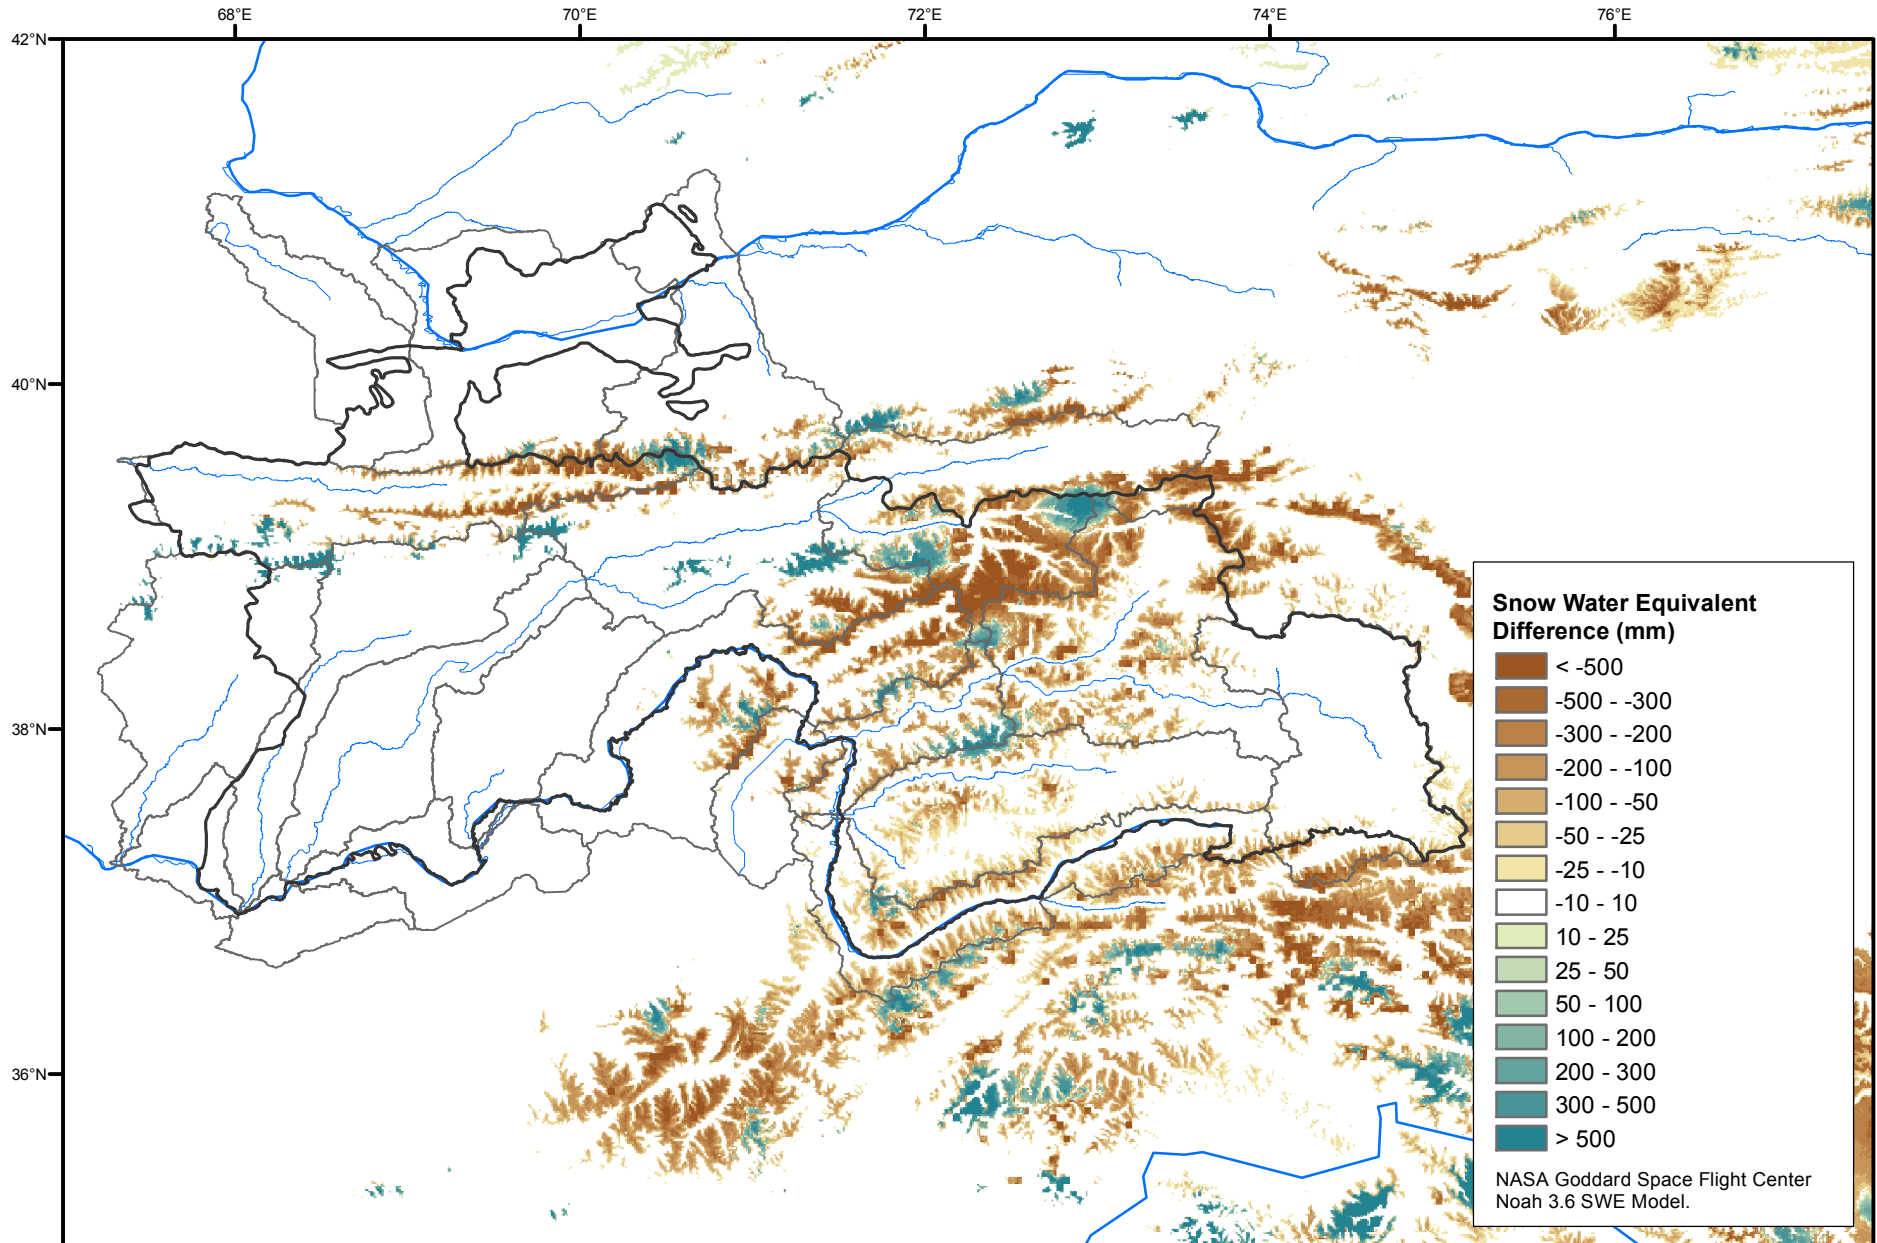 68°E 70°E 72°E 74°E 76°E
42°N
40°N
38°N
36°N
Snow Water Equivalent
Difference (mm)
< -500
-500 - -300
-300 - -200
-200 - -100
-100 - -50
-50 - -25
-25 - -10
-10 - 10
10 - 25
25 - 50
50 - 100
100 - 200
200 - 300
300 - 500
> 500
NASA Goddard Space Flight Center
Noah 3.6 SWE Model.